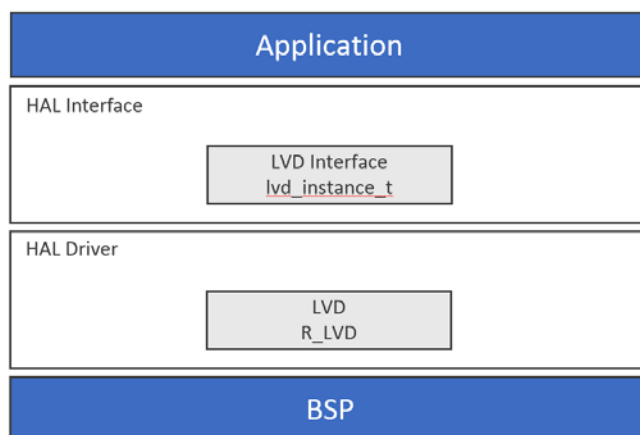 Application
HAL Interface
LVD Interface
lvd_instance_t
HAL Driver
LVD
R_LVD
BSP